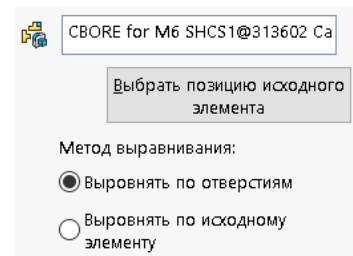 CBORE for M6 SHCS1@313602 Ca
Выбрать позицию исходного
элемента
Метод выравнивания:
Выровнять по отверстиям
Выровнять по исходному
элементу